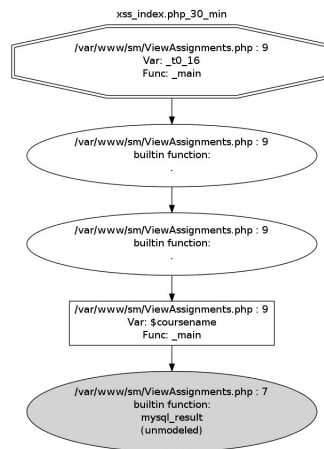 xss_index.php_30_min
/var/www/sm/ViewAssignments.php : 9
Var: _t0_16
Func: _main
/var/www/sm/ViewAssignments.php : 9
builtin function:
.
/var/www/sm/ViewAssignments.php : 9
builtin function:
.
/var/www/sm/ViewAssignments.php : 9
Var: $coursename
Func: _main
/var/www/sm/ViewAssignments.php : 7
builtin function:
mysql_result
(unmodeled)